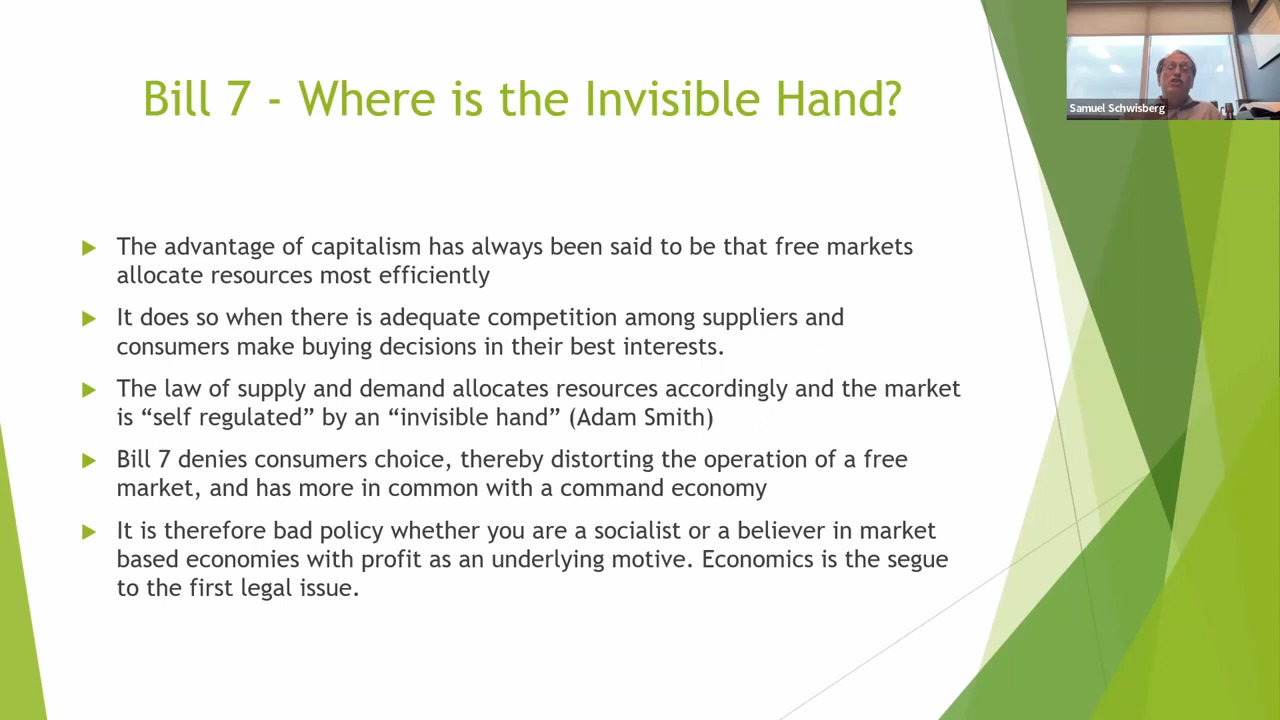 Bill 7 - Where is the Invisible Hand?
Samuel Schwisberg
The advantage of capitalism has always been said to be that free markets
allocate resources most efficiently
It does so when there is adequate competition among suppliers and
consumers make buying decisions in their best interests.
The law of supply and demand allocates resources accordingly and the market
is “self regulated” by an “invisible hand” (Adam Smith)
Bill 7 denies consumers choice, thereby distorting the operation of a free
market, and has more in common with a command economy
It is therefore bad policy whether you are a socialist or a believer in market
based economies with profit as an underlying motive. Economics is the segue
to the first legal issue.